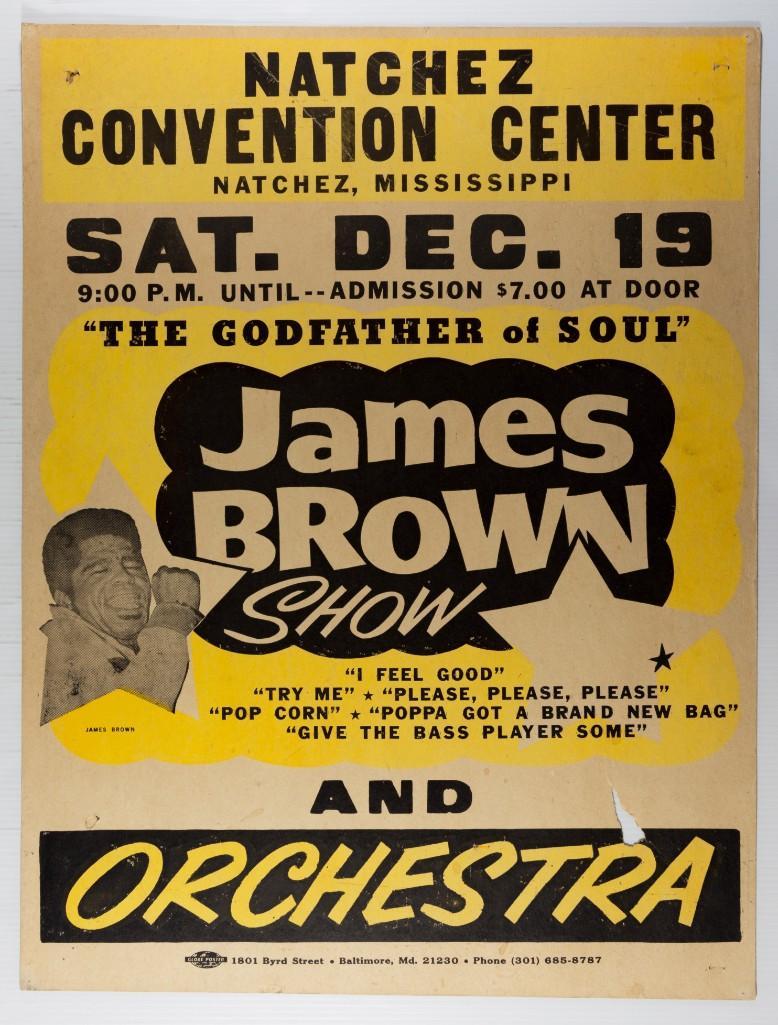 NATCHEZ
CONVENTION CENTER
NATCHEZ, MISSISSIPPI
SAT. DEC. 19
9:00 P.M. UNTIL--ADMISSION $7.00 AT DOOR
"THE GODFATHER of SOUL"
James
BROWN
SHOW
"I FEEL GOOD"
"TRY ME" ★ "PLEASE, PLEASE, PLEASE"
"POP CORN" ★ "POPPA GOT A BRAND NEW BAG"
"GIVE THE BASS PLAYER SOME"
JAMES BROWN
AND
ORCHESTRA
GLOBE POSTER 1801 Byrd Street • Baltimore, Md. 21230 • Phone (301) 685-8787